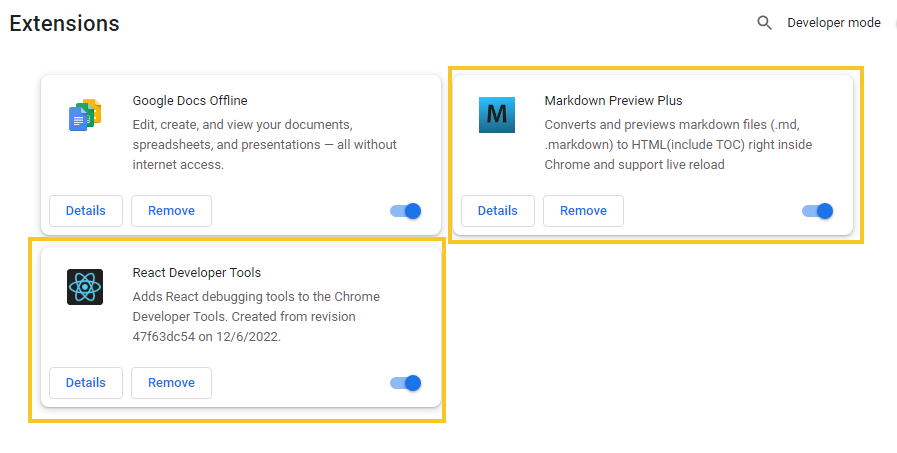 Extensions
Developer mode
Google Docs Offline
Edit, create, and view your documents,
spreadsheets, and presentations — all without
internet access.
Details
Remove
M
Markdown Preview Plus
Converts and previews markdown files (.md,
.markdown) to HTML(include TOC) right inside
Chrome and support live reload
Details
Remove
React Developer Tools
Adds React debugging tools to the Chrome
Developer Tools. Created from revision
47f63dc54 on 12/6/2022.
Details
Remove